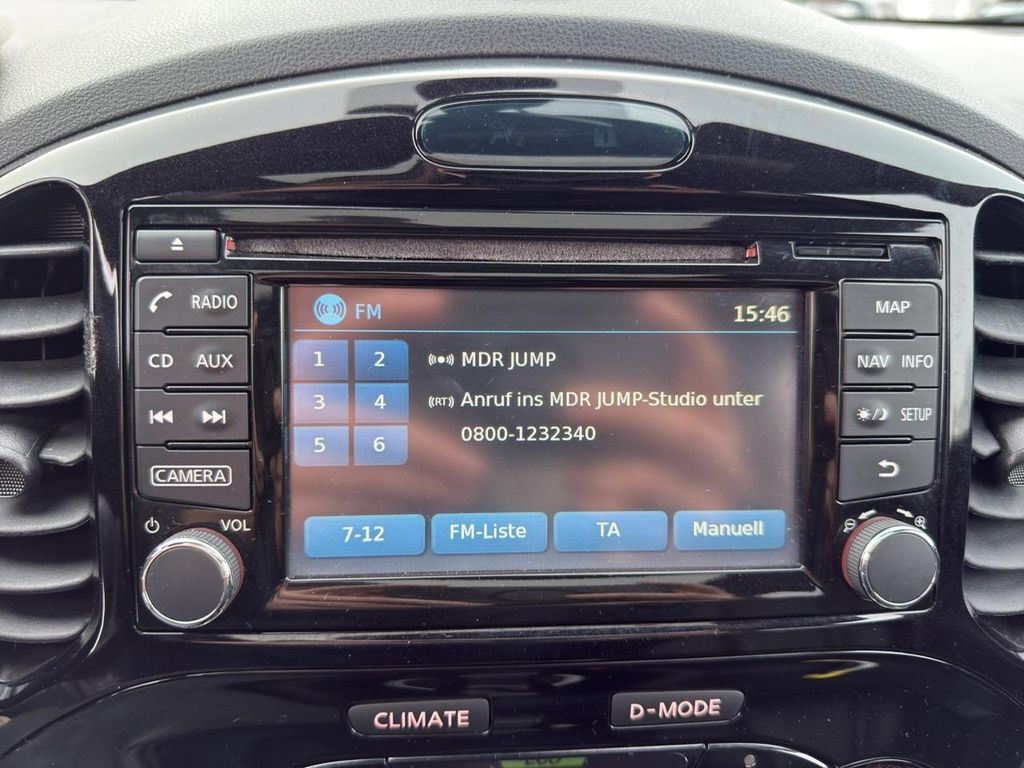 RADIO
CD AUX
CAMERA
VOL
FM 15:46
1 2
3 4
5 6
MDR JUMP
(RT) Anruf ins MDR JUMP-Studio unter
0800-1232340
7-12 FM-Liste TA Manuell
MAP
NAV INFO
SETUP
CLIMATE D-MODE
ECO